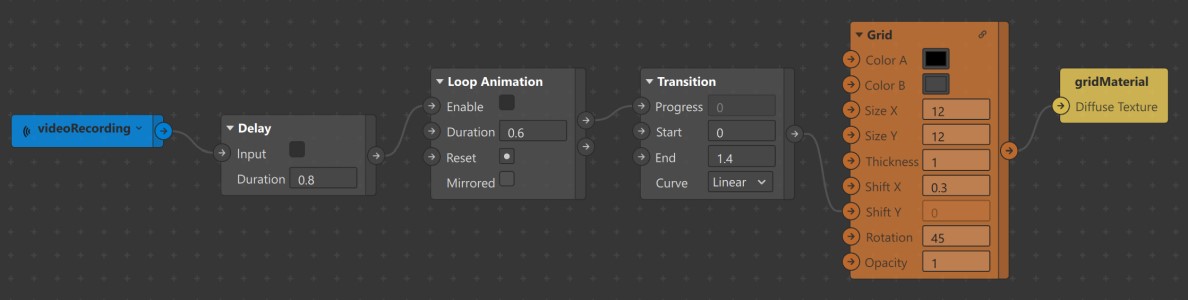 videoRecording
Delay
Input
Duration 0.8
Loop Animation
Enable
Duration 0.6
Reset
Mirrored
Transition
Progress 0
Start 0
End 1.4
Curve Linear
Grid
Color A
Color B
Size X 12
Size Y 12
Thickness 1
Shift X 0.3
Shift Y 0
Rotation 45
Opacity 1
gridMaterial
Diffuse Texture